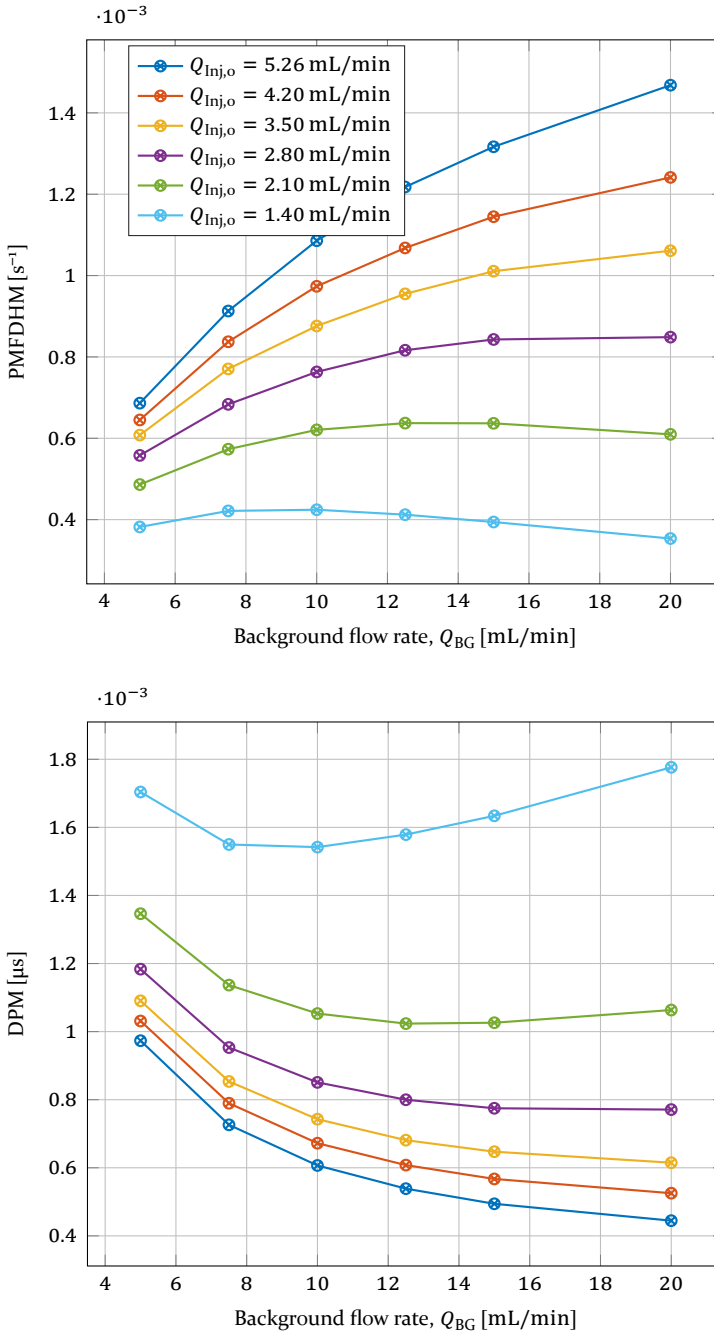 ·10⁻³
1.4
1.2
1
0.8
0.6
0.4
PMFDHM [s⁻¹]
Q_Inj,o = 5.26 mL/min
Q_Inj,o = 4.20 mL/min
Q_Inj,o = 3.50 mL/min
Q_Inj,o = 2.80 mL/min
Q_Inj,o = 2.10 mL/min
Q_Inj,o = 1.40 mL/min
4 6 8 10 12 14 16 18 20
Background flow rate, Q_BG [mL/min]
·10⁻³
1.8
1.6
1.4
1.2
1
0.8
0.6
0.4
DPM [µs]
4 6 8 10 12 14 16 18 20
Background flow rate, Q_BG [mL/min]